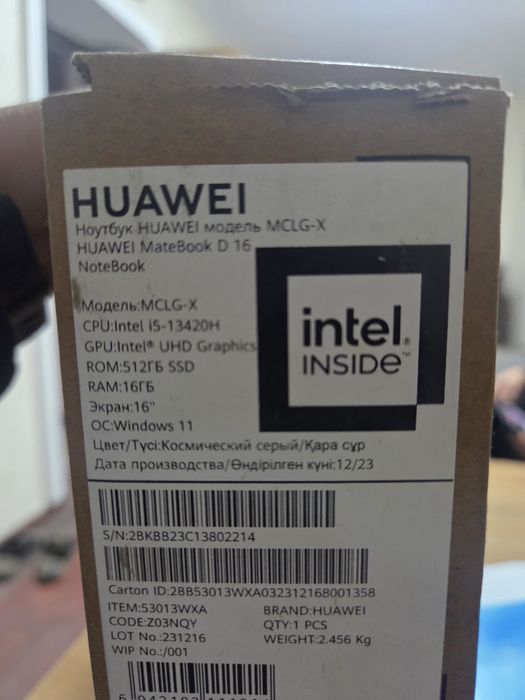 HUAWEI
Ноутбук HUAWEI модель MCLG-X
HUAWEI MateBook D 16
NoteBook
Модель:MCLG-X
CPU:Intel i5-13420H
GPU:Intel® UHD Graphics
ROM:512ГБ SSD
RAM:16ГБ
Экран:16"
ОС:Windows 11
Цвет/Түсі:Космический серый/Қара сұр
Дата производства/Өндірілген күні:12/23
intel®
INSIDE™
S/N:2BKBB23C13802214
Carton ID:2BB53013WXA032312168001358
ITEM:53013WXA BRAND:HUAWEI
CODE:Z03NQY QTY:1 PCS
LOT No.:231216 WEIGHT:2.456 Kg
WIP No.:/001